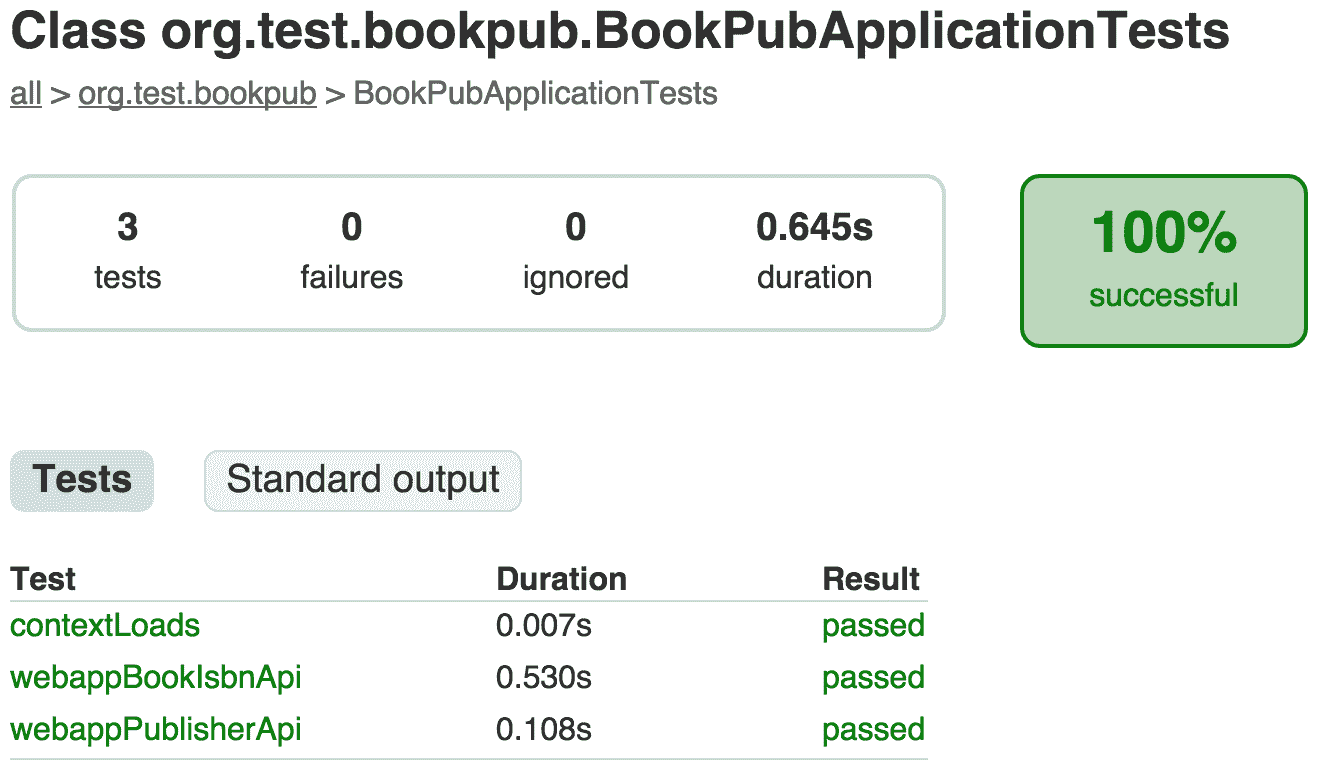 Class org.test.bookpub.BookPubApplicationTests
all > org.test.bookpub > BookPubApplicationTests
3 0 0 0.645s
tests failures ignored duration
100%
successful
Tests Standard output
Test Duration Result
contextLoads 0.007s passed
webappBookIsbnApi 0.530s passed
webappPublisherApi 0.108s passed